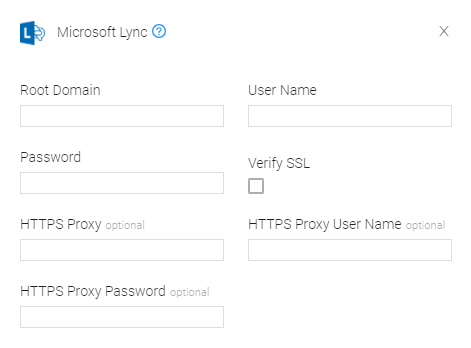 Microsoft Lync ?
X
Root Domain
User Name
Password
Verify SSL
HTTPS Proxy optional
HTTPS Proxy User Name optional
HTTPS Proxy Password optional